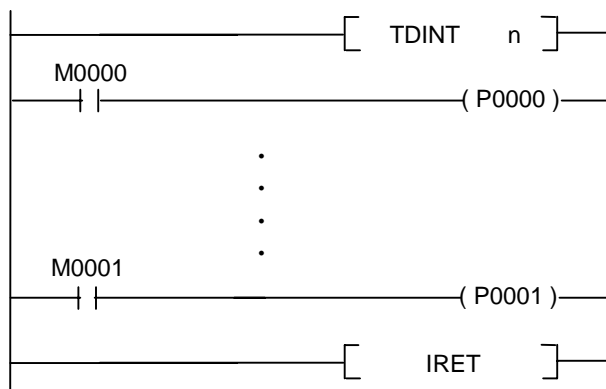 TDINT n
M0000
( P0000 )
M0001
( P0001 )
IRET